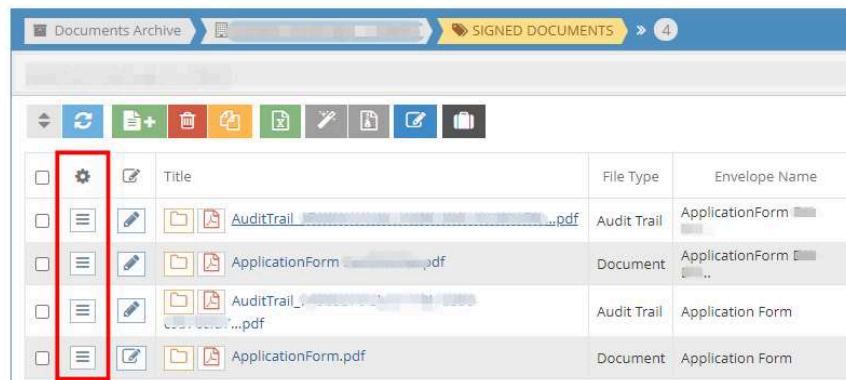 Documents Archive SIGNED DOCUMENTS » 4
Title File Type Envelope Name
AuditTrail ...pdf Audit Trail ApplicationForm
ApplicationForm pdf Document ApplicationForm
..
AuditTrail_ Audit Trail Application Form
...pdf
ApplicationForm.pdf Document Application Form